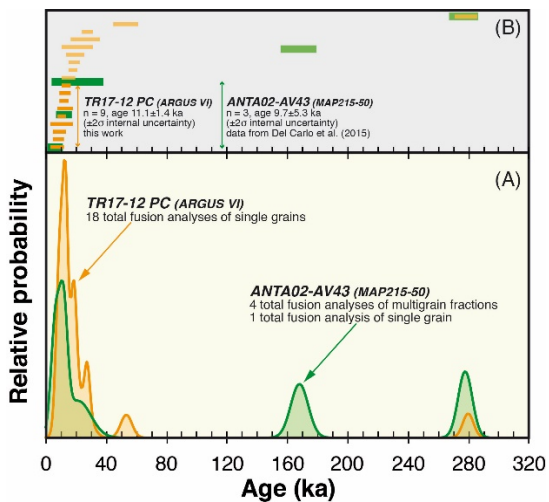 (B)
TR17-12 PC (ARGUS VI)
n = 9, age 11.1±1.4 ka
(±2σ internal uncertainty)
this work
ANTA02-AV43 (MAP215-50)
n = 3, age 9.7±5.3 ka
(±2σ internal uncertainty)
data from Del Carlo et al. (2015)
(A)
TR17-12 PC (ARGUS VI)
18 total fusion analyses of single grains
ANTA02-AV43 (MAP215-50)
4 total fusion analyses of multigrain fractions
1 total fusion analysis of single grain
Relative probability
0 40 80 120 160 200 240 280 320
Age (ka)